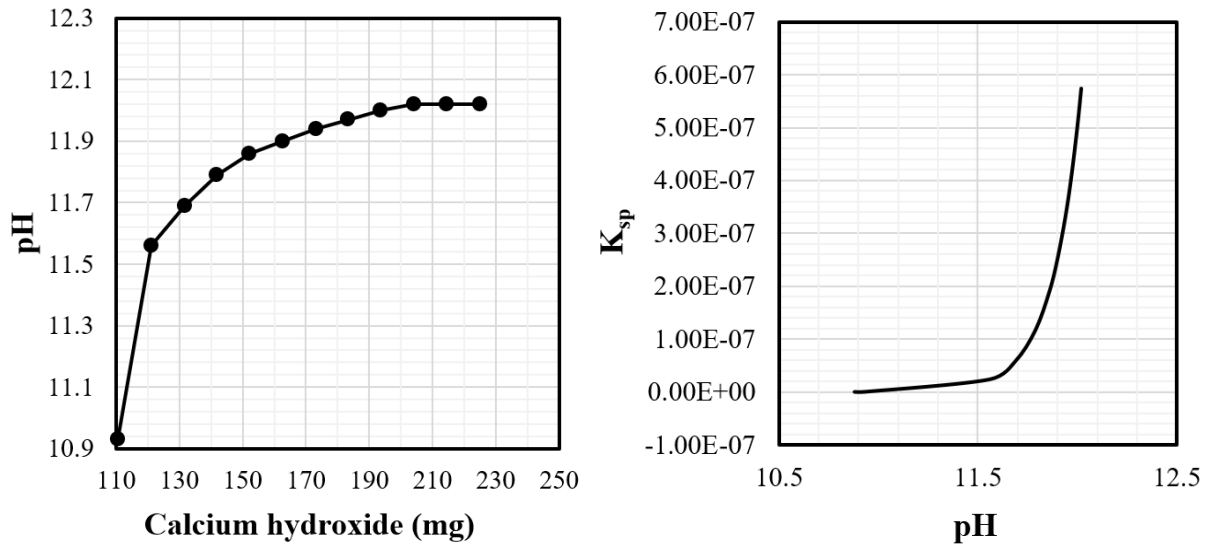 12.3
12.1
11.9
11.7
11.5
11.3
11.1
10.9
pH
110 130 150 170 190 210 230 250
Calcium hydroxide (mg)
7.00E-07
6.00E-07
5.00E-07
4.00E-07
3.00E-07
2.00E-07
1.00E-07
0.00E+00
-1.00E-07
Ksp
10.5 11.5 12.5
pH